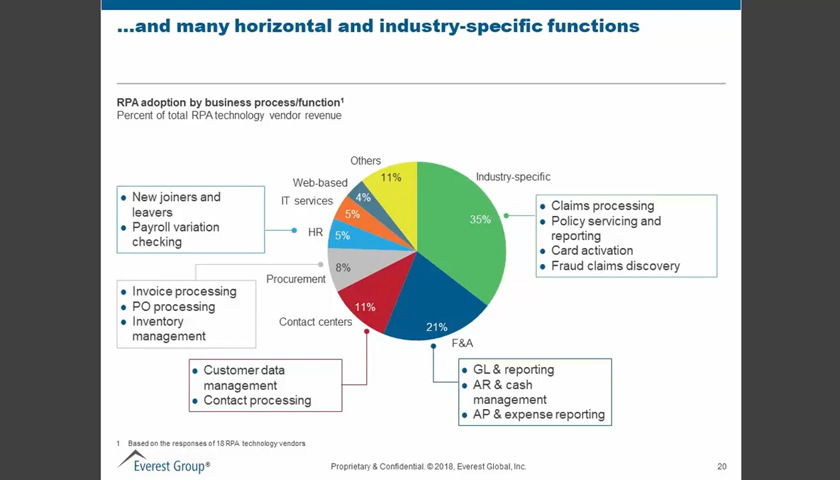 ...and many horizontal and industry-specific functions
RPA adoption by business process/function1
Percent of total RPA technology vendor revenue
Others
11%
Web-based
4%
IT services
5%
HR
5%
Procurement
8%
Contact centers
11%
F&A
21%
Industry-specific
35%
● New joiners and
leavers
● Payroll variation
checking
● Invoice processing
● PO processing
● Inventory
management
● Customer data
management
● Contact processing
● GL & reporting
● AR & cash
management
● AP & expense reporting
● Claims processing
● Policy servicing and
reporting
● Card activation
● Fraud claims discovery
1 Based on the responses of 18 RPA technology vendors
Everest Group®
Proprietary & Confidential. © 2018, Everest Global, Inc.
20